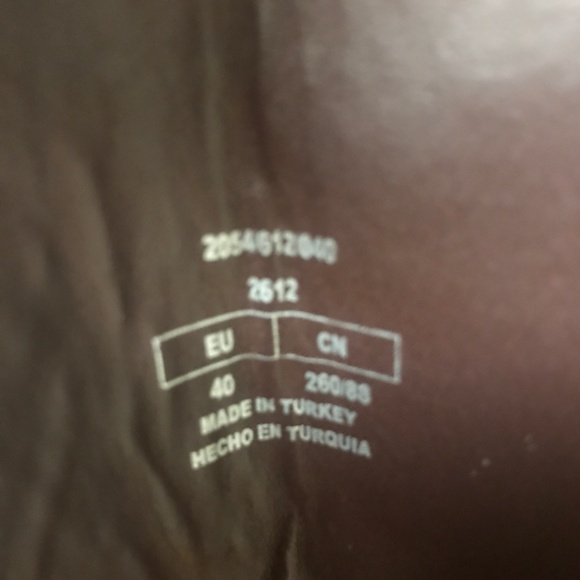 2054612040
2612
EU CN
40 260/88
MADE IN TURKEY
HECHO EN TURQUIA